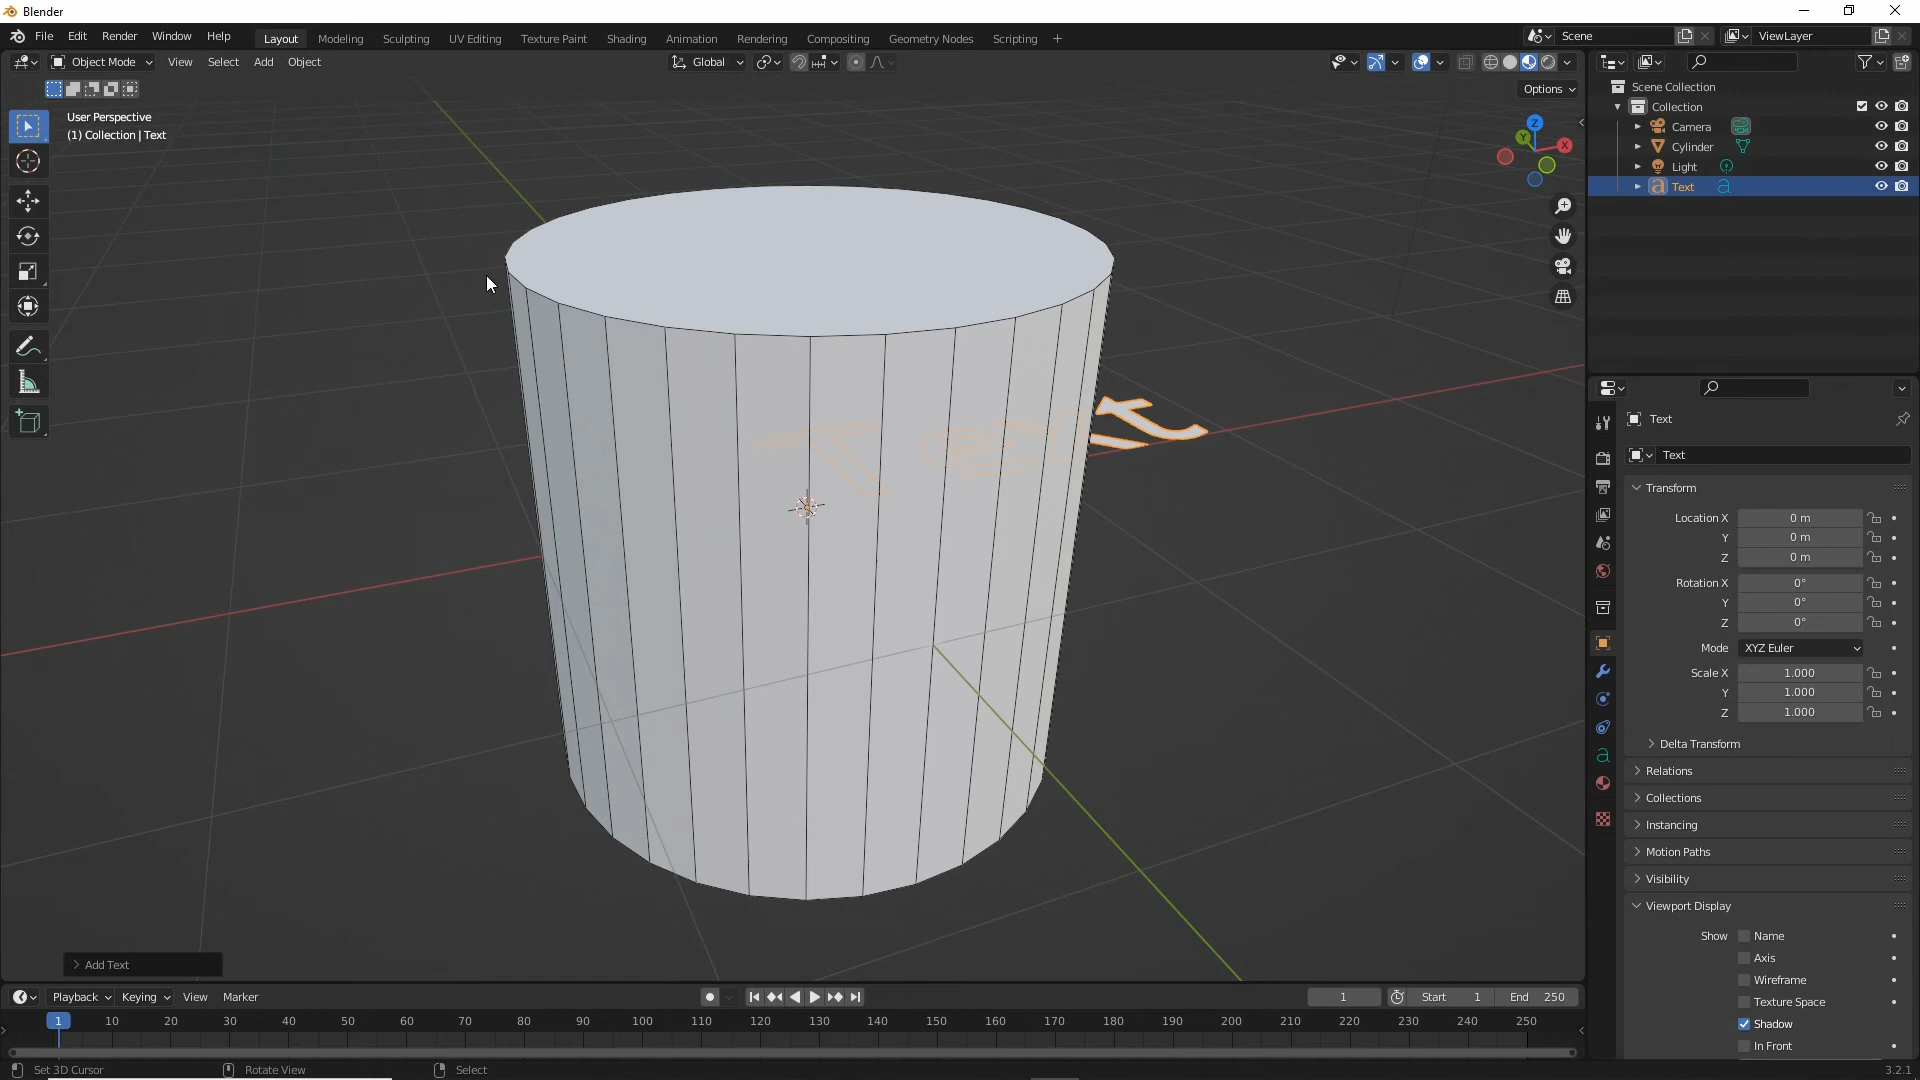 Blender
File Edit Render Window Help
Layout Modeling Sculpting UV Editing Texture Paint Shading Animation Rendering Compositing Geometry Nodes Scripting +
Scene
ViewLayer
Object Mode View Select Add Object
Global
Options
User Perspective
(1) Collection | Text
Z
Y
X
Scene Collection
Collection
Camera
Cylinder
Light
Text
Text
Text
Text
Transform
Location X 0 m
Y 0 m
Z 0 m
Rotation X 0°
Y 0°
Z 0°
Mode XYZ Euler
Scale X 1.000
Y 1.000
Z 1.000
Delta Transform
Relations
Collections
Instancing
Motion Paths
Visibility
Viewport Display
Show Name
Axis
Wireframe
Texture Space
Shadow
In Front
Add Text
Playback Keying View Marker
1
Start 1
End 250
1 10 20 30 40 50 60 70 80 90 100 110 120 130 140 150 160 170 180 190 200 210 220 230 240 250
Set 3D Cursor
Rotate View
Select
3.2.1